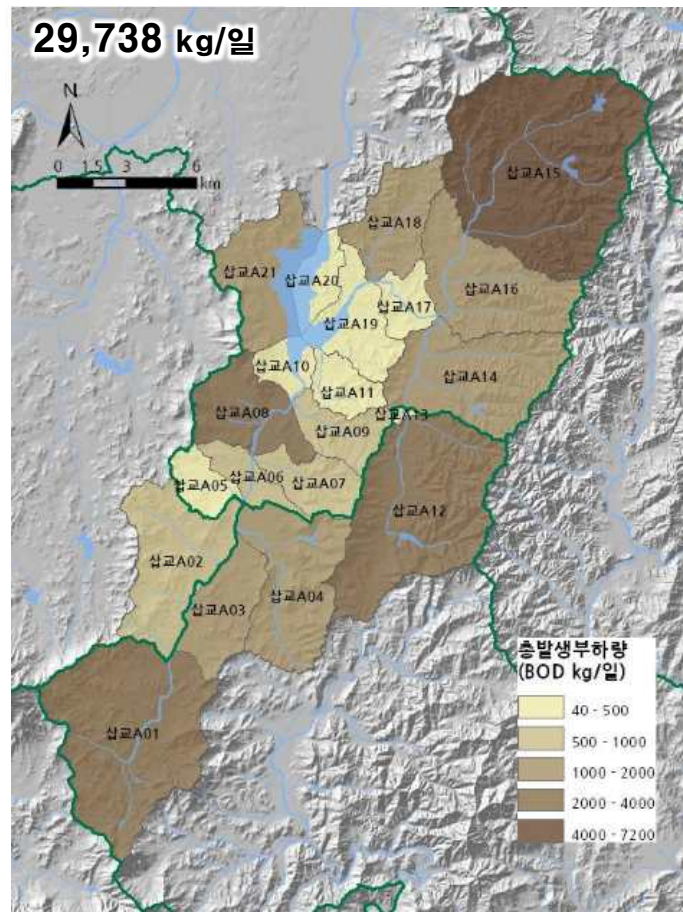 29,738 kg/일
N
0 1.5 3 6
km
삽교A15
삽교A18
삽교A21
삽교A20
삽교A16
삽교A17
삽교A19
삽교A10
삽교A14
삽교A11
삽교A08
삽교A13
삽교A09
삽교A05
삽교A06
삽교A07
삽교A12
삽교A02
삽교A03
삽교A04
삽교A01
총발생부하량
(BOD kg/일)
40 - 500
500 - 1000
1000 - 2000
2000 - 4000
4000 - 7200